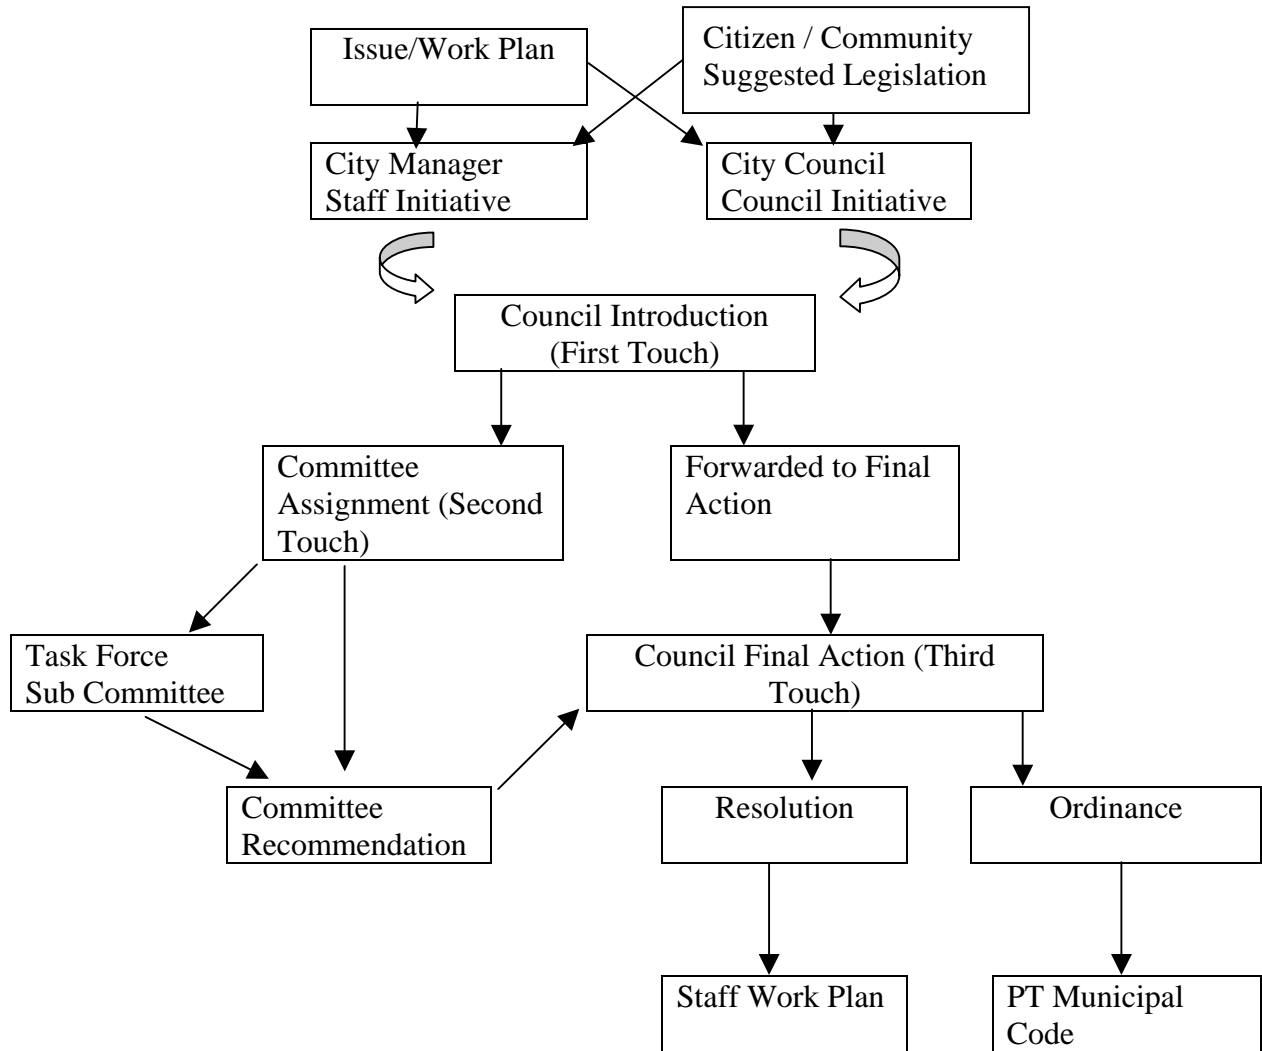 Issue/Work Plan
Citizen / Community
Suggested Legislation
City Manager
Staff Initiative
City Council
Council Initiative
Council Introduction
(First Touch)
Committee
Assignment (Second
Touch)
Forwarded to Final
Action
Task Force
Sub Committee
Council Final Action (Third
Touch)
Committee
Recommendation
Resolution
Ordinance
Staff Work Plan
PT Municipal
Code